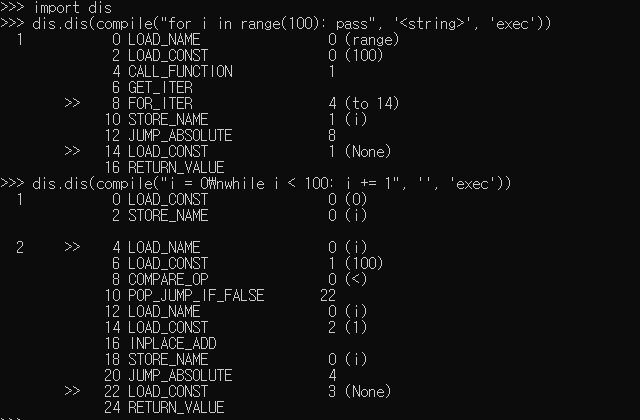 >>> import dis
>>> dis.dis(compile("for i in range(100): pass", '<string>', 'exec'))
  1           0 LOAD_NAME                0 (range)
              2 LOAD_CONST               0 (100)
              4 CALL_FUNCTION            1
              6 GET_ITER
        >>    8 FOR_ITER                 4 (to 14)
             10 STORE_NAME               1 (i)
             12 JUMP_ABSOLUTE            8
        >>   14 LOAD_CONST               1 (None)
             16 RETURN_VALUE
>>> dis.dis(compile("i = 0₩nwhile i < 100: i += 1", '', 'exec'))
  1           0 LOAD_CONST               0 (0)
              2 STORE_NAME               0 (i)
  2     >>    4 LOAD_NAME                0 (i)
              6 LOAD_CONST               1 (100)
              8 COMPARE_OP               0 (<)
             10 POP_JUMP_IF_FALSE       22
             12 LOAD_NAME                0 (i)
             14 LOAD_CONST               2 (1)
             16 INPLACE_ADD
             18 STORE_NAME               0 (i)
             20 JUMP_ABSOLUTE            4
        >>   22 LOAD_CONST               3 (None)
             24 RETURN_VALUE